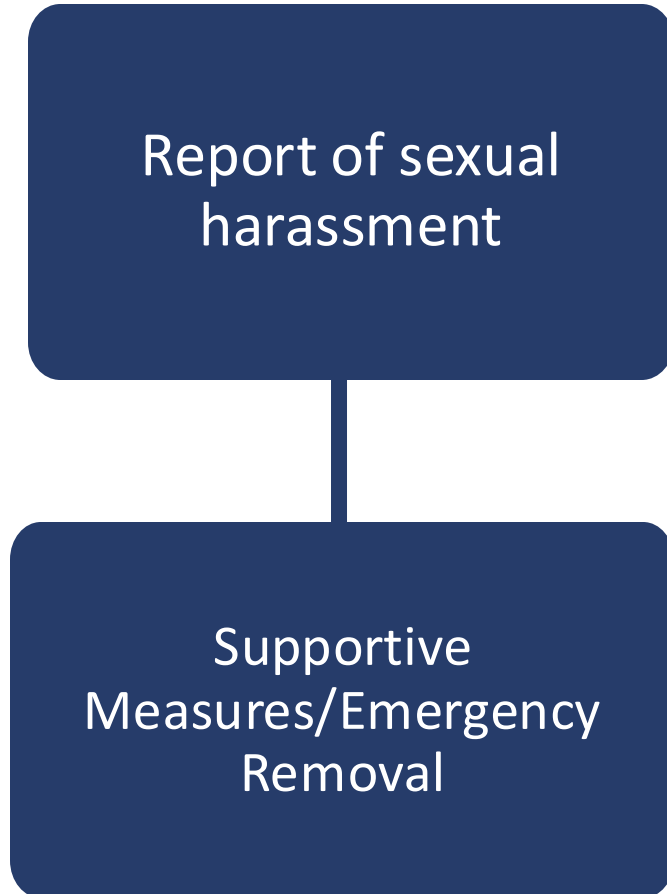 Report of sexual
harassment
Supportive
Measures/Emergency
Removal